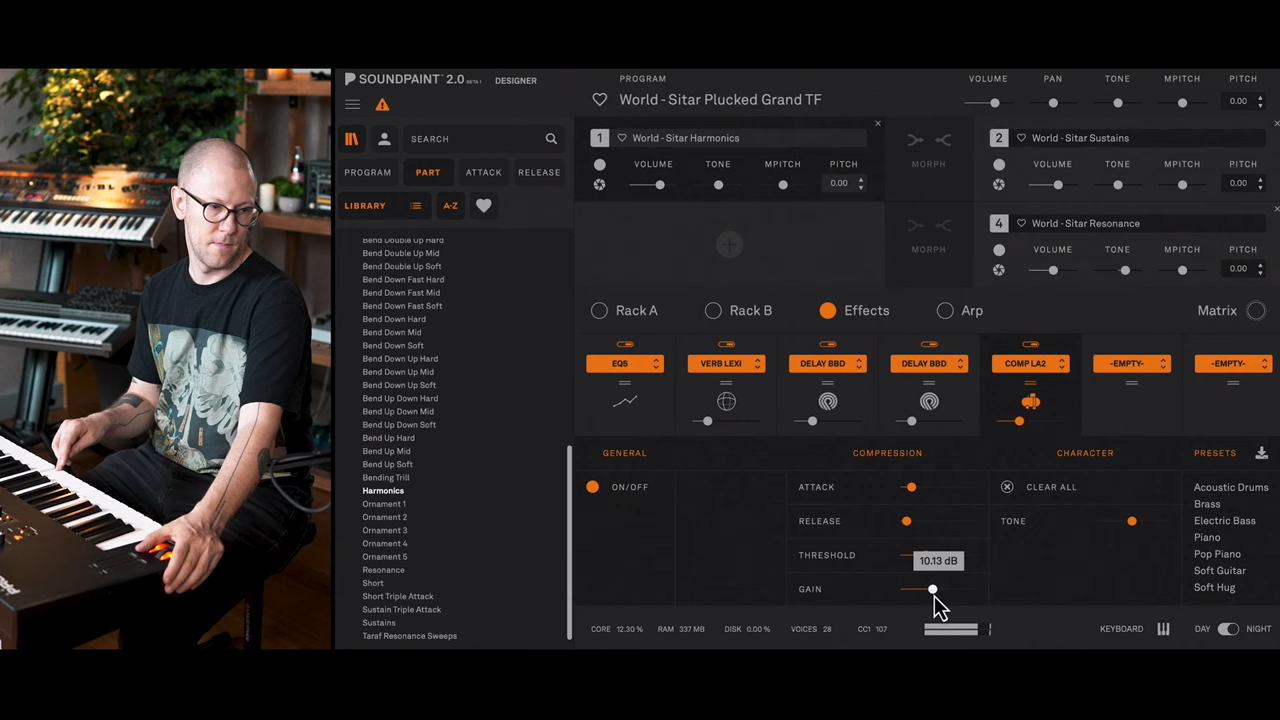 SOUNDPAINT™ 2.0 BETA 1 DESIGNER
SEARCH
PROGRAM PART ATTACK RELEASE
LIBRARY A-Z
Bend Double Up Hard
Bend Double Up Mid
Bend Double Up Soft
Bend Down Fast Hard
Bend Down Fast Mid
Bend Down Fast Soft
Bend Down Hard
Bend Down Mid
Bend Down Soft
Bend Down Up Hard
Bend Down Up Mid
Bend Down Up Soft
Bend Up Down Hard
Bend Up Down Mid
Bend Up Down Soft
Bend Up Hard
Bend Up Mid
Bend Up Soft
Bending Trill
Harmonics
Ornament 1
Ornament 2
Ornament 3
Ornament 4
Ornament 5
Resonance
Short
Short Triple Attack
Sustain Triple Attack
Sustains
Taraf Resonance Sweeps
PROGRAM
World - Sitar Plucked Grand TF
VOLUME PAN TONE MPITCH PITCH
0.00
1 World - Sitar Harmonics
VOLUME TONE MPITCH PITCH
0.00
MORPH
2 World - Sitar Sustains
VOLUME TONE MPITCH PITCH
0.00
MORPH
4 World - Sitar Resonance
VOLUME TONE MPITCH PITCH
0.00
Rack A Rack B Effects Arp Matrix
EQ5 VERB LEXI DELAY BBD DELAY BBD COMP LA2 -EMPTY- -EMPTY-
GENERAL COMPRESSION CHARACTER PRESETS
ON/OFF
ATTACK
RELEASE
THRESHOLD
10.13 dB
GAIN
CLEAR ALL
TONE
Acoustic Drums
Brass
Electric Bass
Piano
Pop Piano
Soft Guitar
Soft Hug
CORE 12.30 % RAM 337 MB DISK 0.00 % VOICES 28 CC1 107 KEYBOARD DAY NIGHT